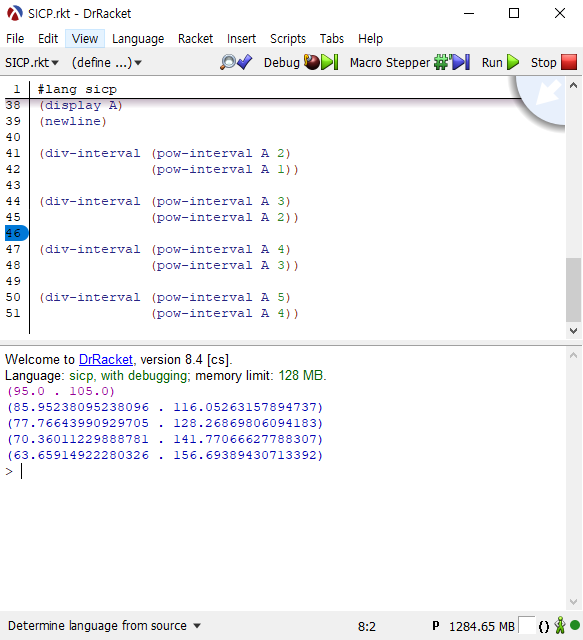 SICP.rkt - DrRacket
File Edit View Language Racket Insert Scripts Tabs Help
SICP.rkt▾ (define ...)▾ Debug Macro Stepper Run Stop
1 #lang sicp
38 (display A)
39 (newline)
40
41 (div-interval (pow-interval A 2)
42 (pow-interval A 1))
43
44 (div-interval (pow-interval A 3)
45 (pow-interval A 2))
46
47 (div-interval (pow-interval A 4)
48 (pow-interval A 3))
49
50 (div-interval (pow-interval A 5)
51 (pow-interval A 4))
Welcome to DrRacket, version 8.4 [cs].
Language: sicp, with debugging; memory limit: 128 MB.
(95.0 . 105.0)
(85.95238095238096 . 116.05263157894737)
(77.76643990929705 . 128.26869806094183)
(70.36011229888781 . 141.77066627788307)
(63.65914922280326 . 156.69389430713392)
>
Determine language from source ▾ 8:2 P 1284.65 MB ()